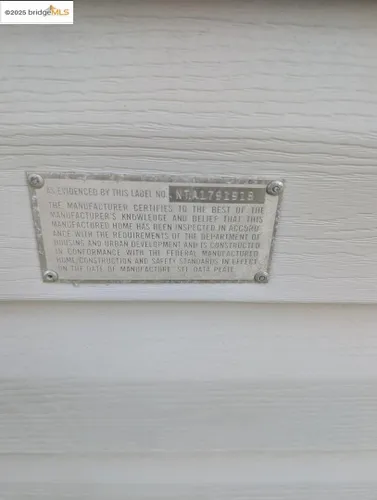 ©2025 bridgeMLS
AS EVIDENCED BY THIS LABEL NO. NTA1791918
THE MANUFACTURER CERTIFIES TO THE BEST OF THE
MANUFACTURER'S KNOWLEDGE AND BELIEF THAT THIS
MANUFACTURED HOME HAS BEEN INSPECTED IN ACCORD-
ANCE WITH THE REQUIREMENTS OF THE DEPARTMENT OF
HOUSING AND URBAN DEVELOPMENT AND IS CONSTRUCTED
IN CONFORMANCE WITH THE FEDERAL MANUFACTURED
HOME CONSTRUCTION AND SAFETY STANDARDS IN EFFECT
ON THE DATE OF MANUFACTURE. SEE DATA PLATE.